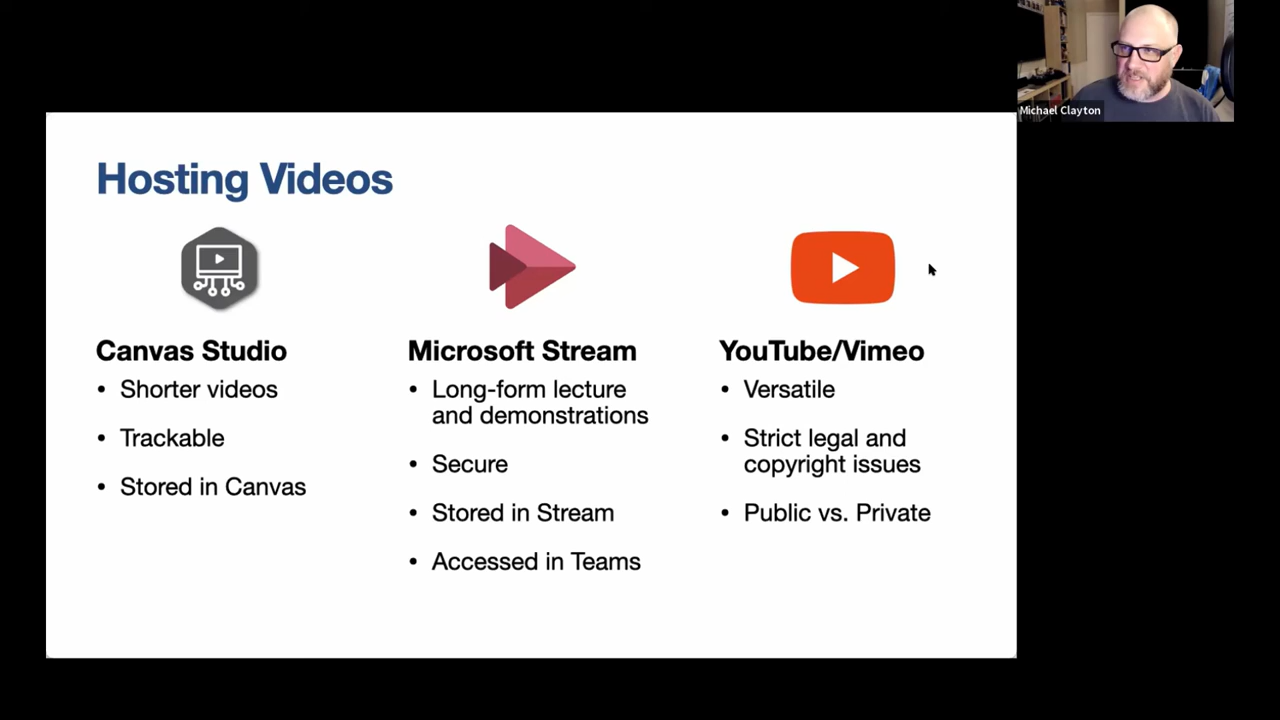 Michael Clayton
Hosting Videos
Canvas Studio
• Shorter videos
• Trackable
• Stored in Canvas
Microsoft Stream
• Long-form lecture
and demonstrations
• Secure
• Stored in Stream
• Accessed in Teams
YouTube/Vimeo
• Versatile
• Strict legal and
copyright issues
• Public vs. Private